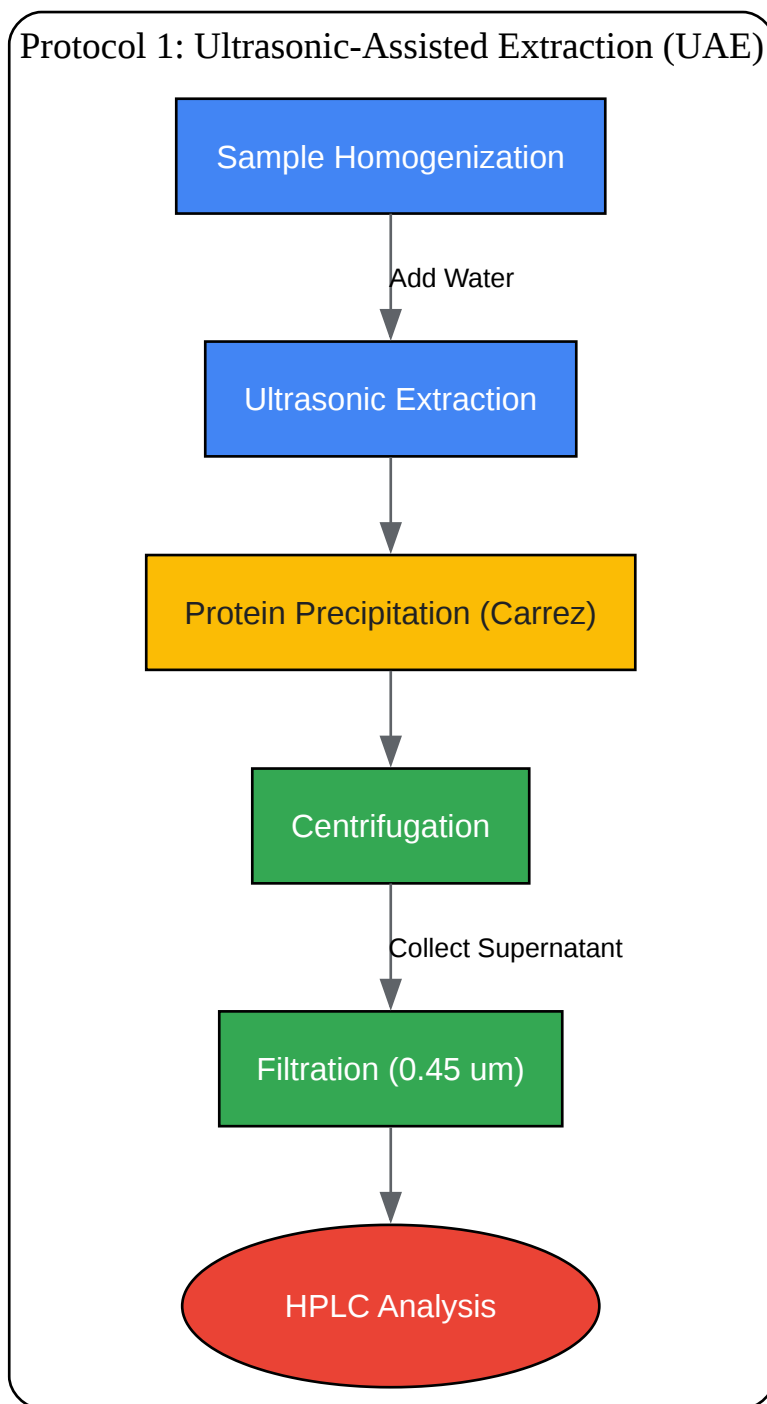 Protocol 1: Ultrasonic-Assisted Extraction (UAE)
Sample Homogenization
Add Water
Ultrasonic Extraction
Protein Precipitation (Carrez)
Centrifugation
Collect Supernatant
Filtration (0.45 um)
HPLC Analysis